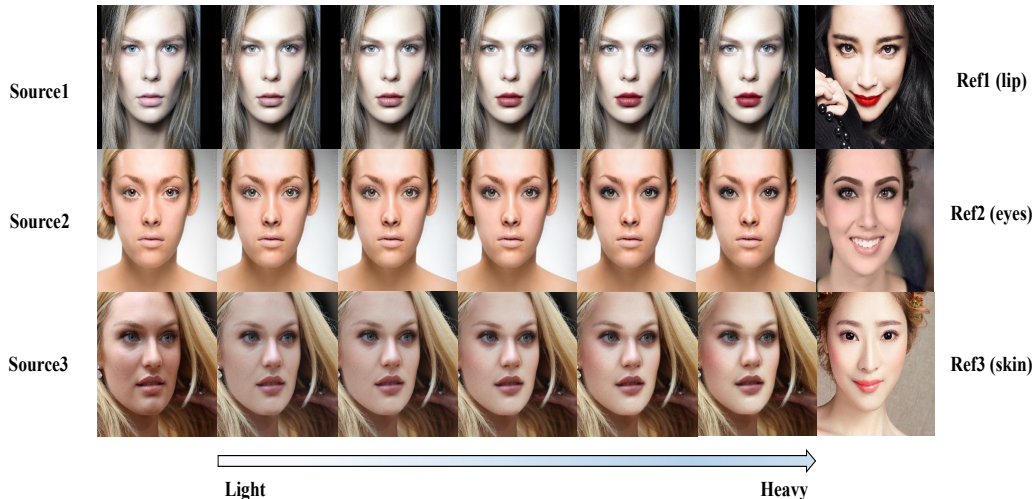 Source1
Ref1 (lip)
Source2
Ref2 (eyes)
Source3
Ref3 (skin)
Light
Heavy